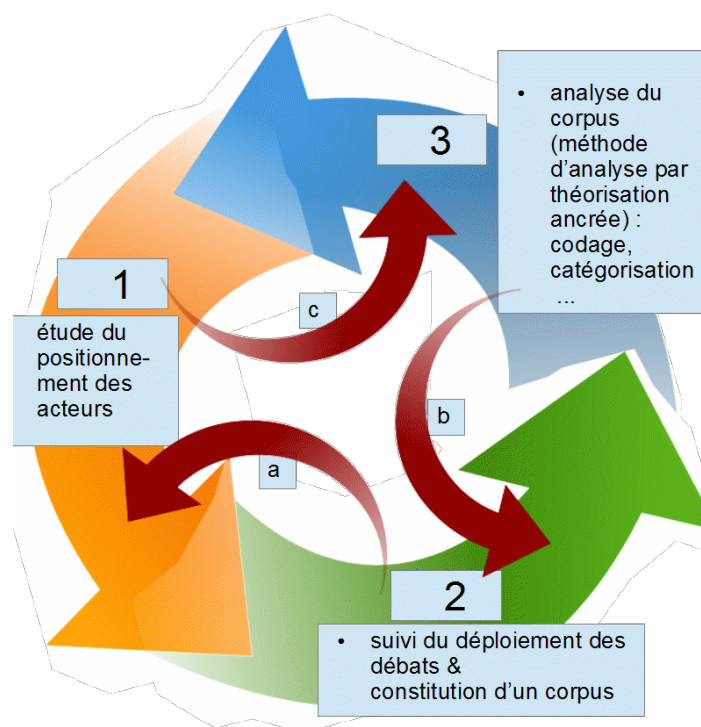 3
• analyse du
corpus
(méthode
d'analyse par
théorisation
ancrée) :
codage,
catégorisation
...
1
étude du
positionne-
ment des
acteurs
c
b
a
2
• suivi du déploiement des
débats &
constitution d'un corpus